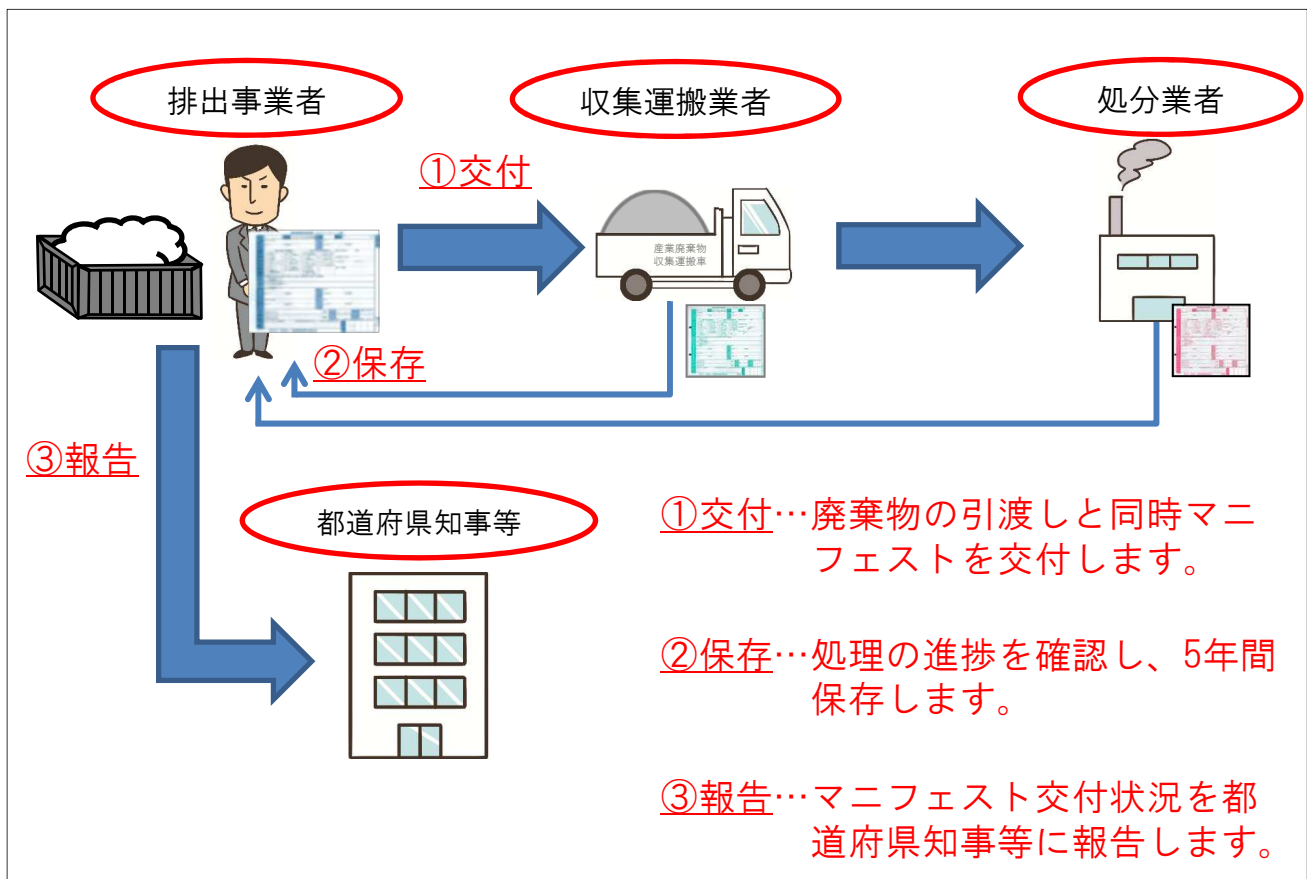 排出事業者
収集運搬業者
処分業者
①交付
産業廃棄物
収集運搬車
②保存
③報告
都道府県知事等
①交付…廃棄物の引渡しと同時マニ
フェストを交付します。
②保存…処理の進捗を確認し、5年間
保存します。
③報告…マニフェスト交付状況を都
道府県知事等に報告します。